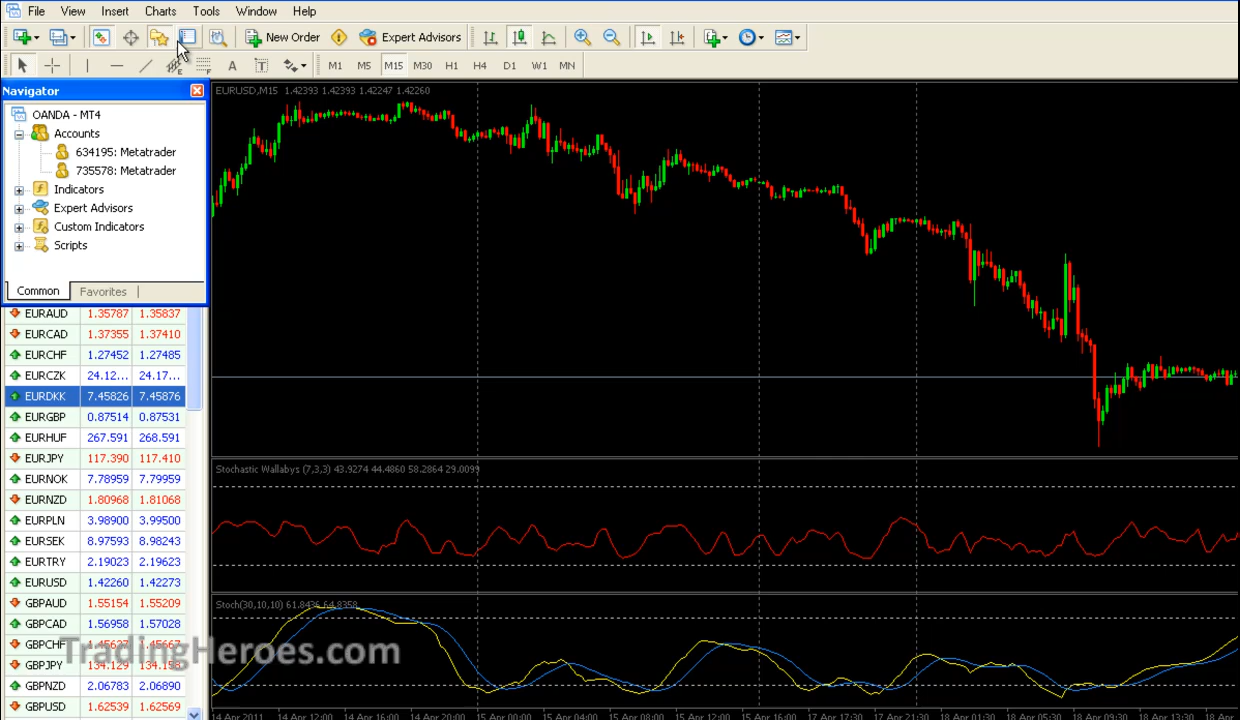 File View Insert Charts Tools Window Help
New Order Expert Advisors
A T M1 M5 M15 M30 H1 H4 D1 W1 MN
Navigator
OANDA - MT4
Accounts
634195: Metatrader
735578: Metatrader
Indicators
Expert Advisors
Custom Indicators
Scripts
Common Favorites
EURUSD,M15 1.42393 1.42393 1.42247 1.42260
EURAUD 1.35787 1.35837
EURCAD 1.37355 1.37410
EURCHF 1.27452 1.27485
EURCZK 24.12... 24.17...
EURDKK 7.45826 7.45876
EURGBP 0.87514 0.87531
EURHUF 267.591 268.591
EURJPY 117.390 117.410
EURNOK 7.78959 7.79959
EURNZD 1.80968 1.81068
EURPLN 3.98900 3.99500
EURSEK 8.97593 8.98243
EURTRY 2.19023 2.19623
EURUSD 1.42260 1.42273
GBPAUD 1.55154 1.55209
GBPCAD 1.56958 1.57028
GBPCHF 1.45627 1.45667
GBPJPY 134.129 134.158
GBPNZD 2.06783 2.06890
GBPUSD 1.62539 1.62569
Stochastic Wallabys (7,3,3) 43.9274 44.4860 58.2864 29.0099
Stoch(30,10,10) 61.8436 64.8358
TradingHeroes.com
14 Apr 2011 14 Apr 12:00 14 Apr 16:00 14 Apr 20:00 15 Apr 00:00 15 Apr 04:00 15 Apr 08:00 15 Apr 12:00 15 Apr 16:00 17 Apr 17:30 17 Apr 21:30 18 Apr 01:30 18 Apr 05:30 18 Apr 09:30 18 Apr 13:30